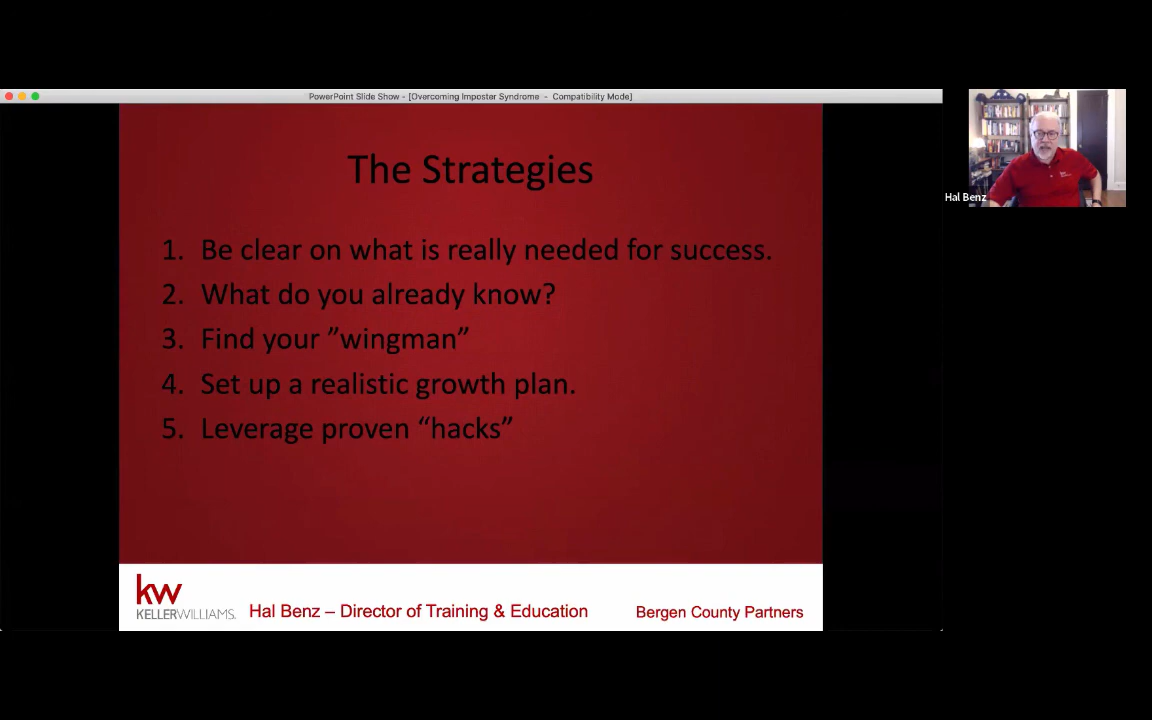 PowerPoint Slide Show - [Overcoming Imposter Syndrome - Compatibility Mode]
The Strategies
1. Be clear on what is really needed for success.
2. What do you already know?
3. Find your ”wingman”
4. Set up a realistic growth plan.
5. Leverage proven “hacks”
kw
KELLERWILLIAMS.
Hal Benz – Director of Training & Education
Bergen County Partners
Hal Benz